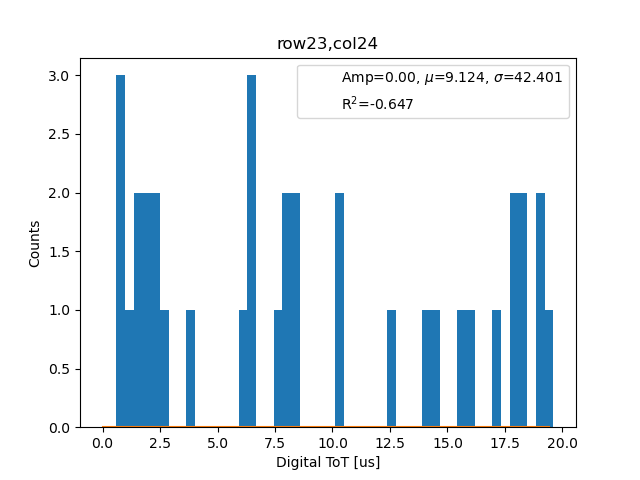 row23,col24
Amp=0.00, μ=9.124, σ=42.401
R²=-0.647
Counts
3.0
2.5
2.0
1.5
1.0
0.5
0.0
0.0 2.5 5.0 7.5 10.0 12.5 15.0 17.5 20.0
Digital ToT [us]